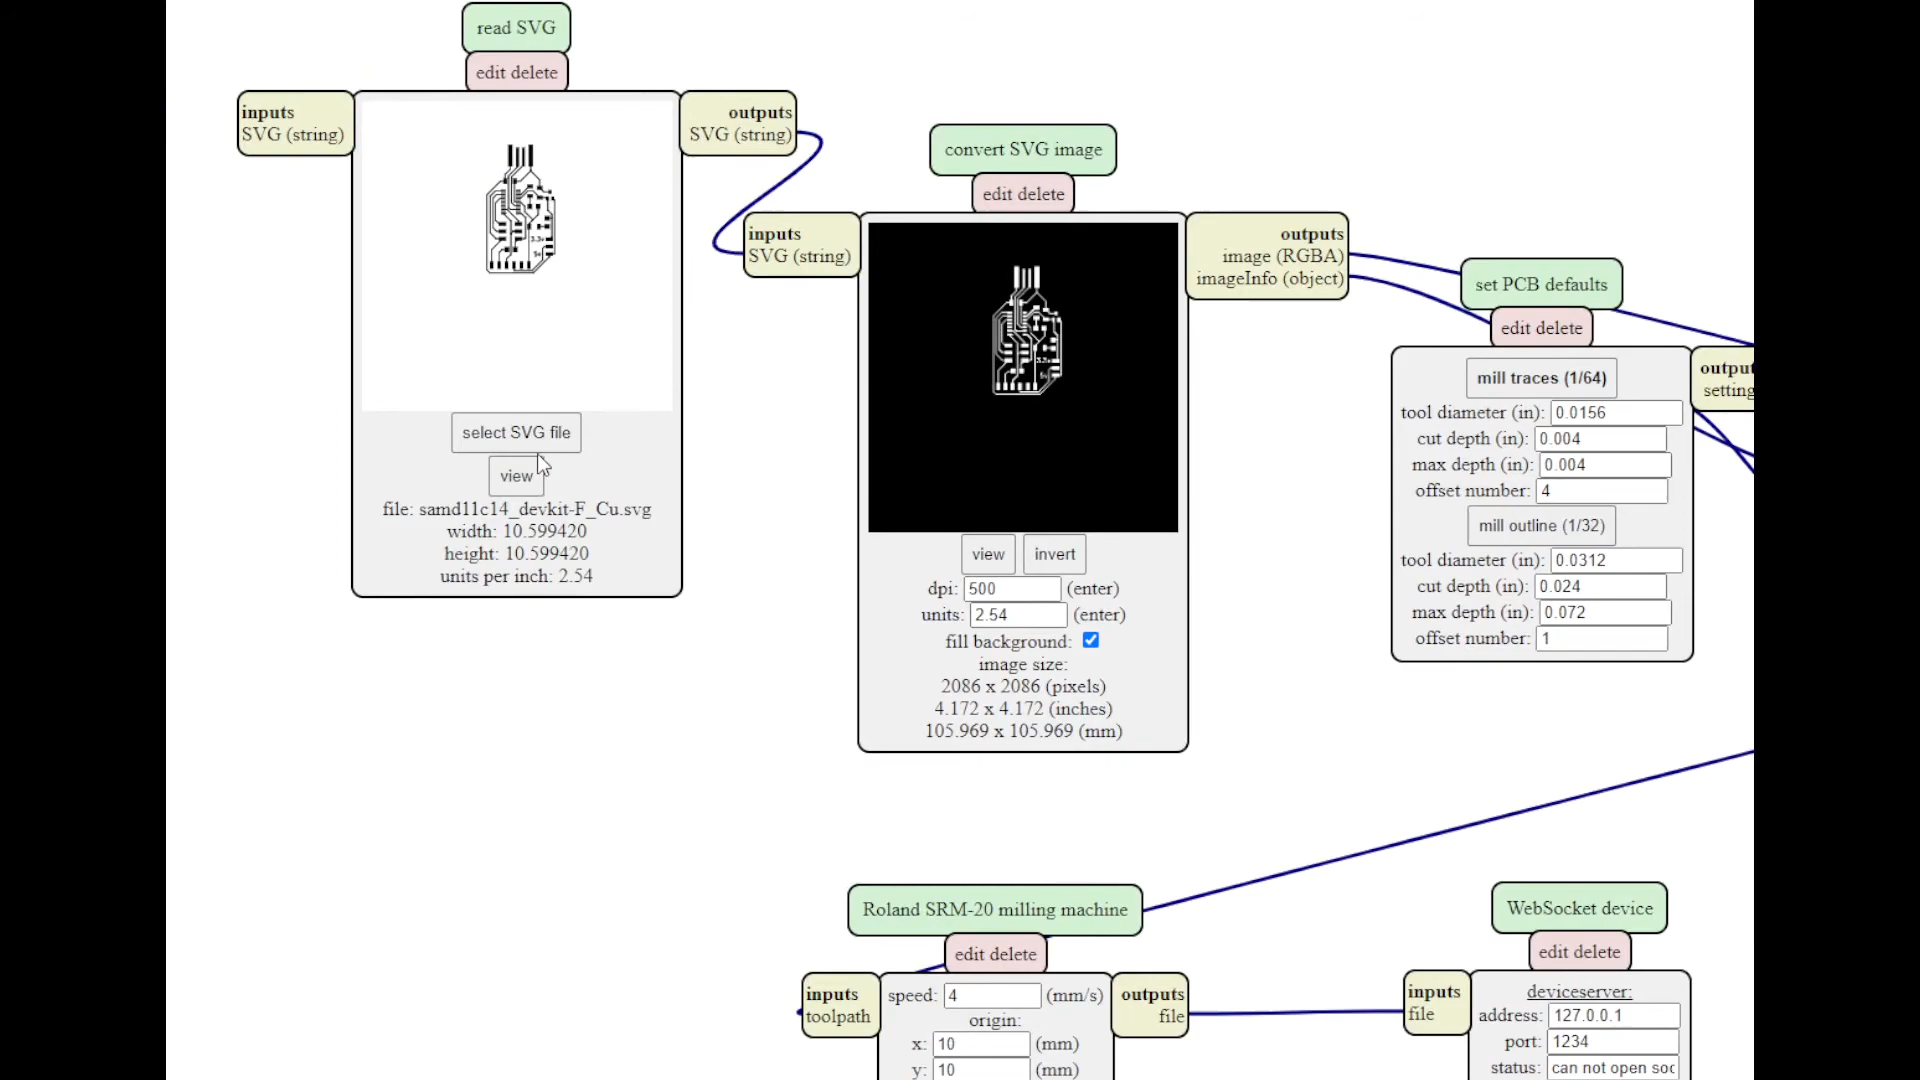 read SVG
edit delete
inputs
SVG (string)
outputs
SVG (string)
3.3v
5v
select SVG file
view
file: samd11c14_devkit-F_Cu.svg
width: 10.599420
height: 10.599420
units per inch: 2.54
convert SVG image
edit delete
inputs
SVG (string)
outputs
image (RGBA)
imageInfo (object)
3.3v
5v
view invert
dpi: 500 (enter)
units: 2.54 (enter)
fill background:
image size:
2086 x 2086 (pixels)
4.172 x 4.172 (inches)
105.969 x 105.969 (mm)
set PCB defaults
edit delete
mill traces (1/64)
tool diameter (in): 0.0156
cut depth (in): 0.004
max depth (in): 0.004
offset number: 4
mill outline (1/32)
tool diameter (in): 0.0312
cut depth (in): 0.024
max depth (in): 0.072
offset number: 1
output
setting
Roland SRM-20 milling machine
edit delete
inputs
toolpath
speed: 4 (mm/s)
origin:
x: 10 (mm)
y: 10 (mm)
outputs
file
WebSocket device
edit delete
inputs
file
deviceserver:
address: 127.0.0.1
port: 1234
status: can not open soc